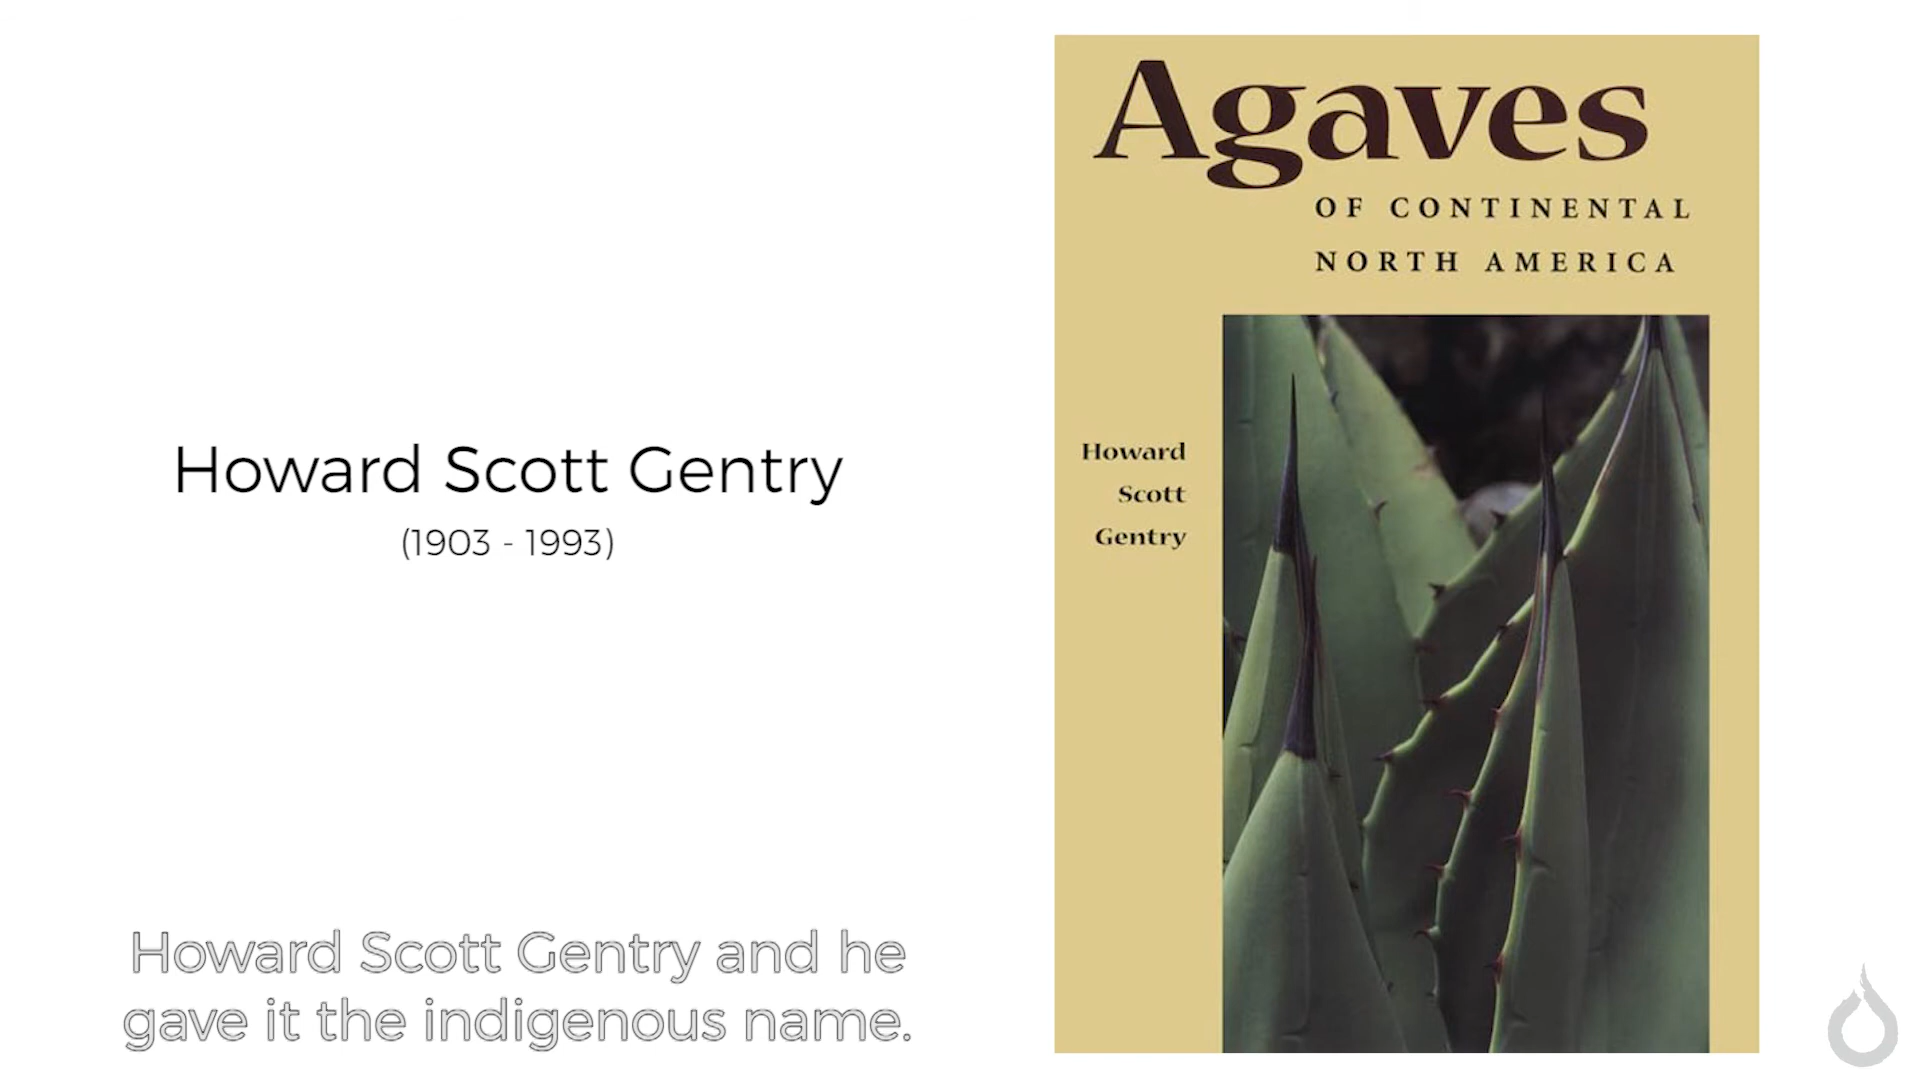 Howard Scott Gentry
(1903 - 1993)
Howard Scott Gentry and he
gave it the indigenous name.
Agaves
OF CONTINENTAL
NORTH AMERICA
Howard
Scott
Gentry